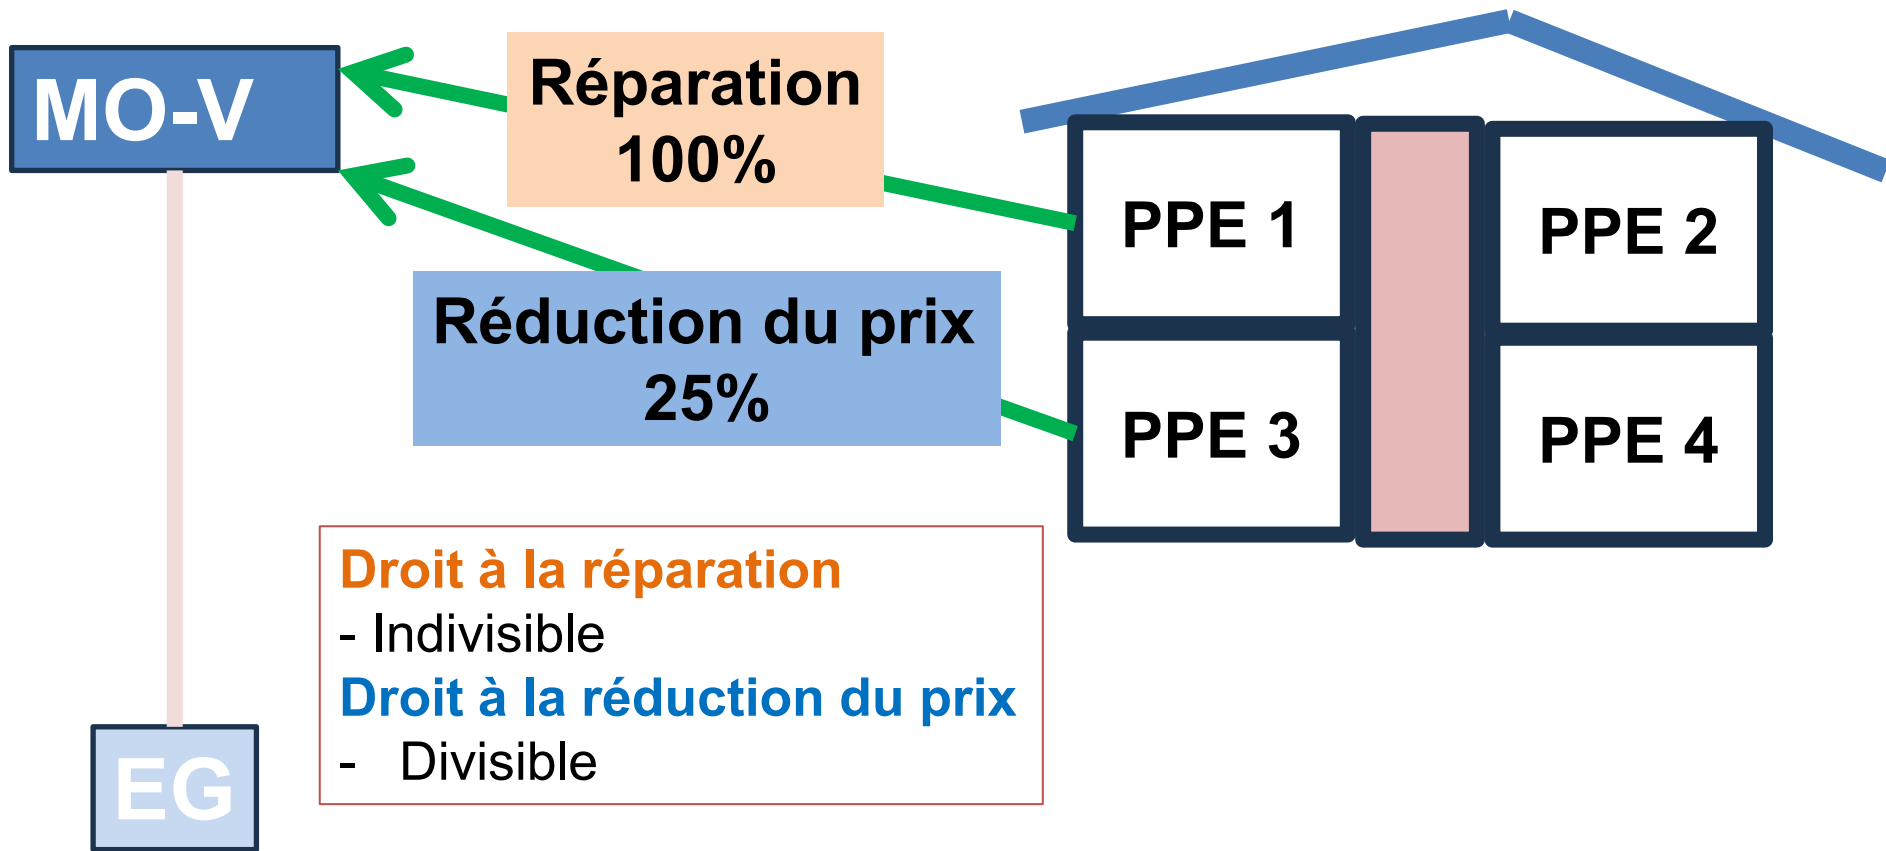 MO-V
Réparation
100%
PPE 1
PPE 2
Réduction du prix
25%
PPE 3
PPE 4
Droit à la réparation
- Indivisible
Droit à la réduction du prix
- Divisible
EG